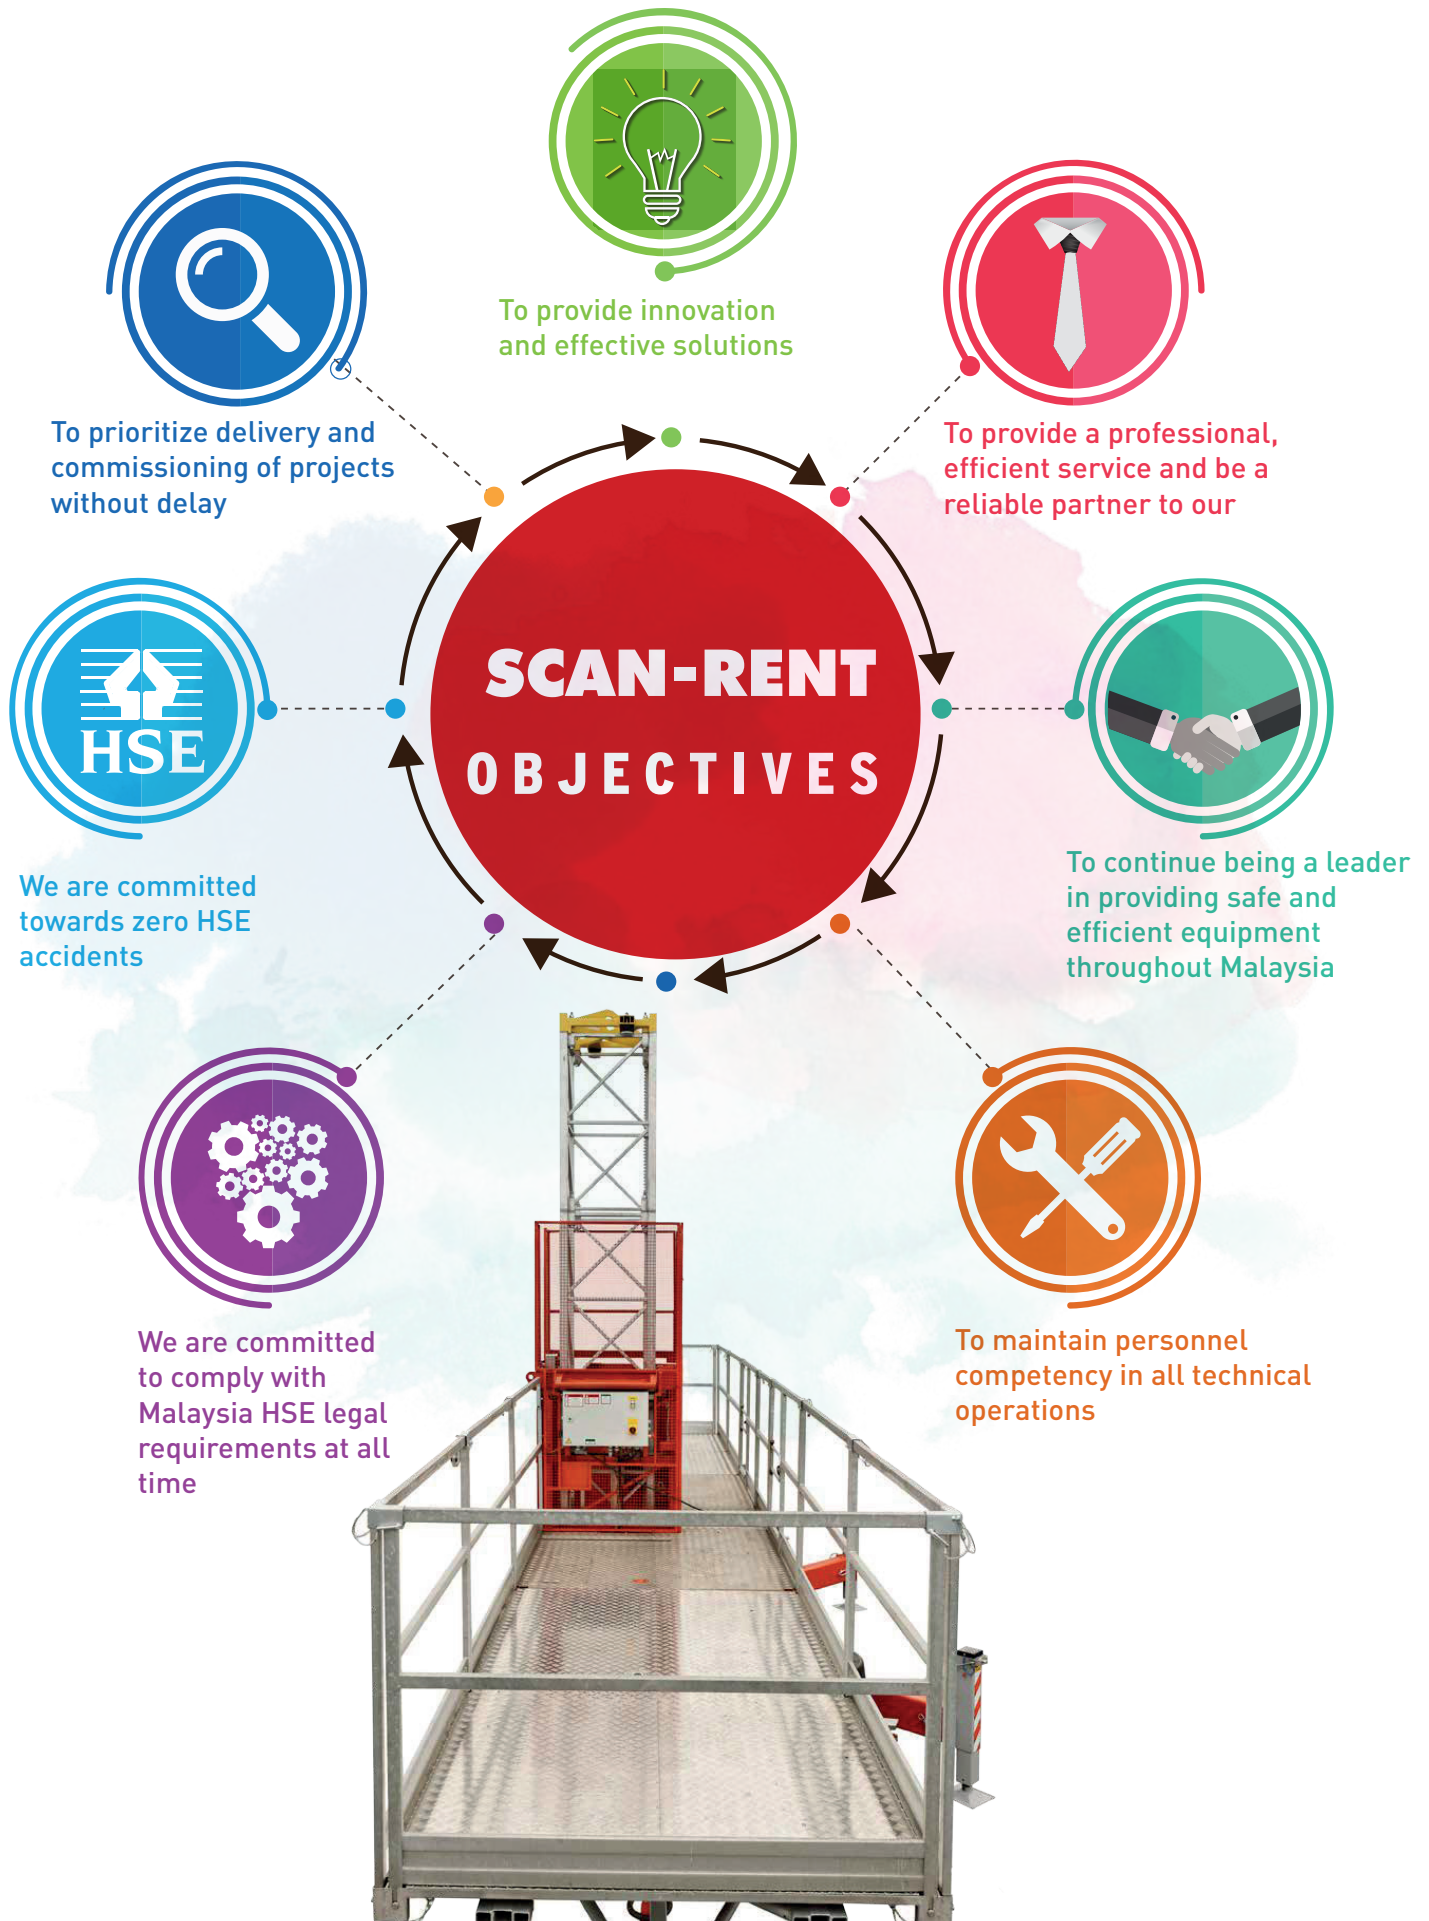 To provide innovation
and effective solutions
To prioritize delivery and
commissioning of projects
without delay
To provide a professional,
efficient service and be a
reliable partner to our
SCAN-RENT
OBJECTIVES
HSE
We are committed
towards zero HSE
accidents
To continue being a leader
in providing safe and
efficient equipment
throughout Malaysia
We are committed
to comply with
Malaysia HSE legal
requirements at all
time
To maintain personnel
competency in all technical
operations